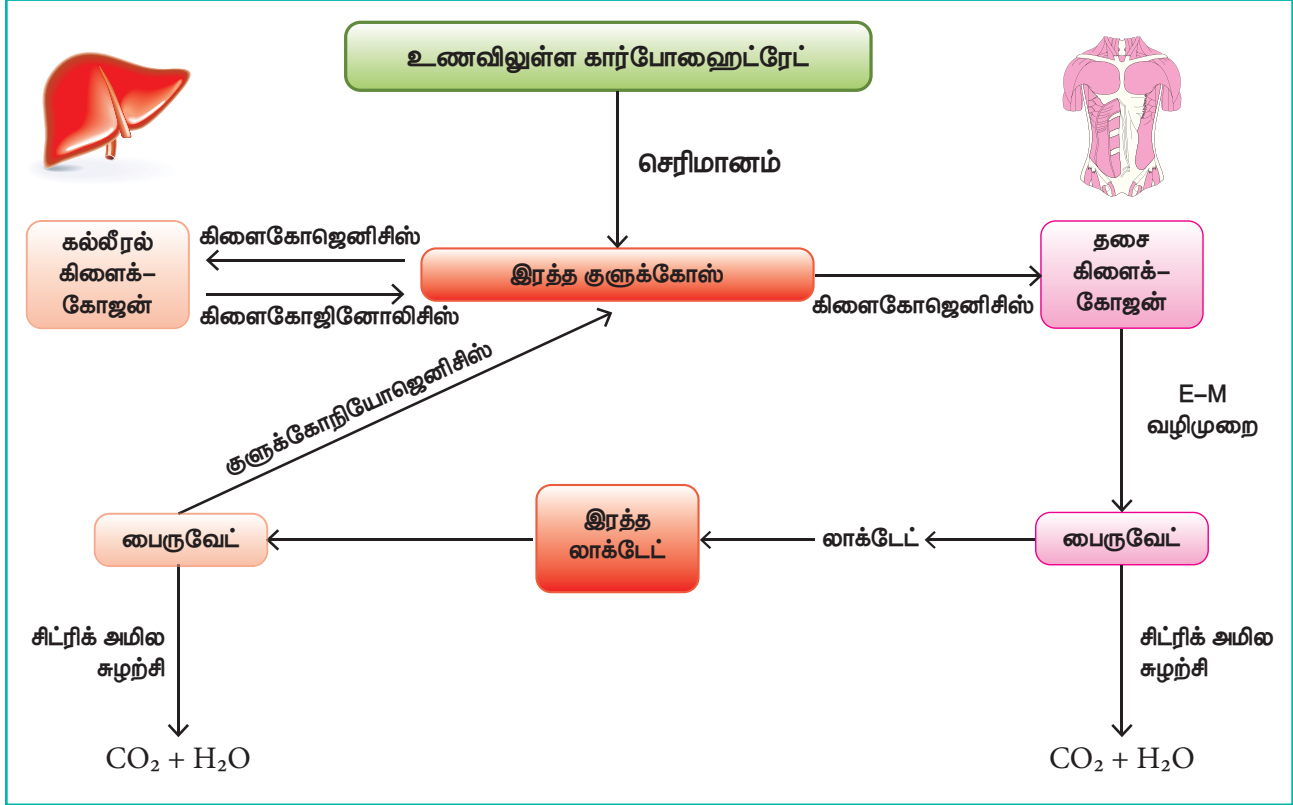 உணவிலுள்ள கார்போஹைட்ரேட்
செரிமானம்
கல்லீரல்
கிளைக்–
கோஜன்
கிளைகோஜெனிசிஸ்
கிளைகோஜினோலிசிஸ்
இரத்த குளுக்கோஸ்
கிளைகோஜெனிசிஸ்
தசை
கிளைக்–
கோஜன்
குளுக்கோநியோஜெனிசிஸ்
E–M
வழிமுறை
பைருவேட்
இரத்த
லாக்டேட்
லாக்டேட்
பைருவேட்
சிட்ரிக் அமில
சுழற்சி
சிட்ரிக் அமில
சுழற்சி
CO₂ + H₂O
CO₂ + H₂O